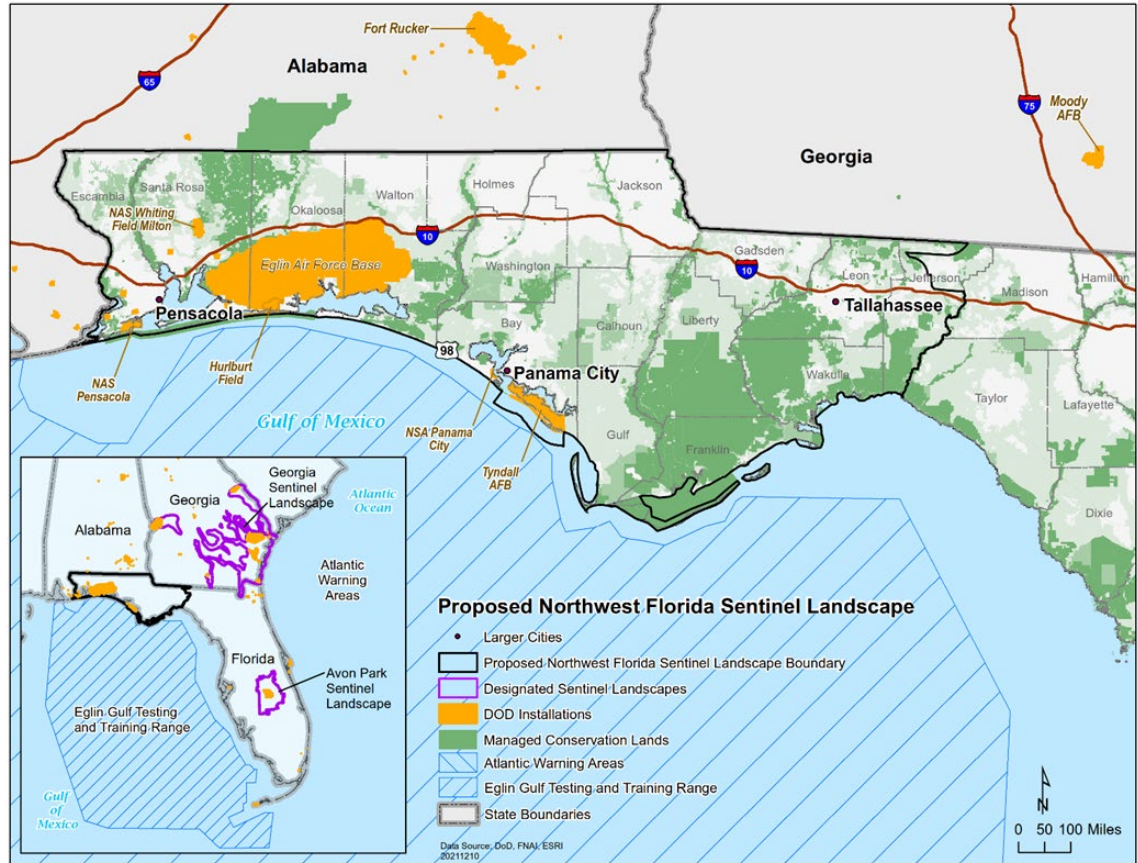 Fort Rucker
Alabama
65
75
Moody
AFB
Georgia
Escambia
Santa Rosa
Okaloosa
Walton
Holmes
Jackson
NAS Whiting
Field Milton
10
Eglin Air Force Base
Washington
Gadsden
10
Leon
Jefferson
Madison
Hamilton
Pensacola
Tallahassee
Bay
Calhoun
Liberty
98
Wakulla
Hurlburt
Field
NAS
Pensacola
Panama City
Taylor
Lafayette
Gulf of Mexico
NSA Panama
City
Gulf
Franklin
Tyndall
AFB
Dixie
Georgia
Sentinel
Landscape
Georgia
Atlantic
Ocean
Alabama
Atlantic
Warning
Areas
Florida
Avon Park
Sentinel
Landscape
Eglin Gulf Testing
and Training Range
Gulf
of
Mexico
Proposed Northwest Florida Sentinel Landscape
Larger Cities
Proposed Northwest Florida Sentinel Landscape Boundary
Designated Sentinel Landscapes
DOD Installations
Managed Conservation Lands
Atlantic Warning Areas
Eglin Gulf Testing and Training Range
State Boundaries
Data Source: DoD, FNAI, ESRI
20211210
N
0 50 100 Miles